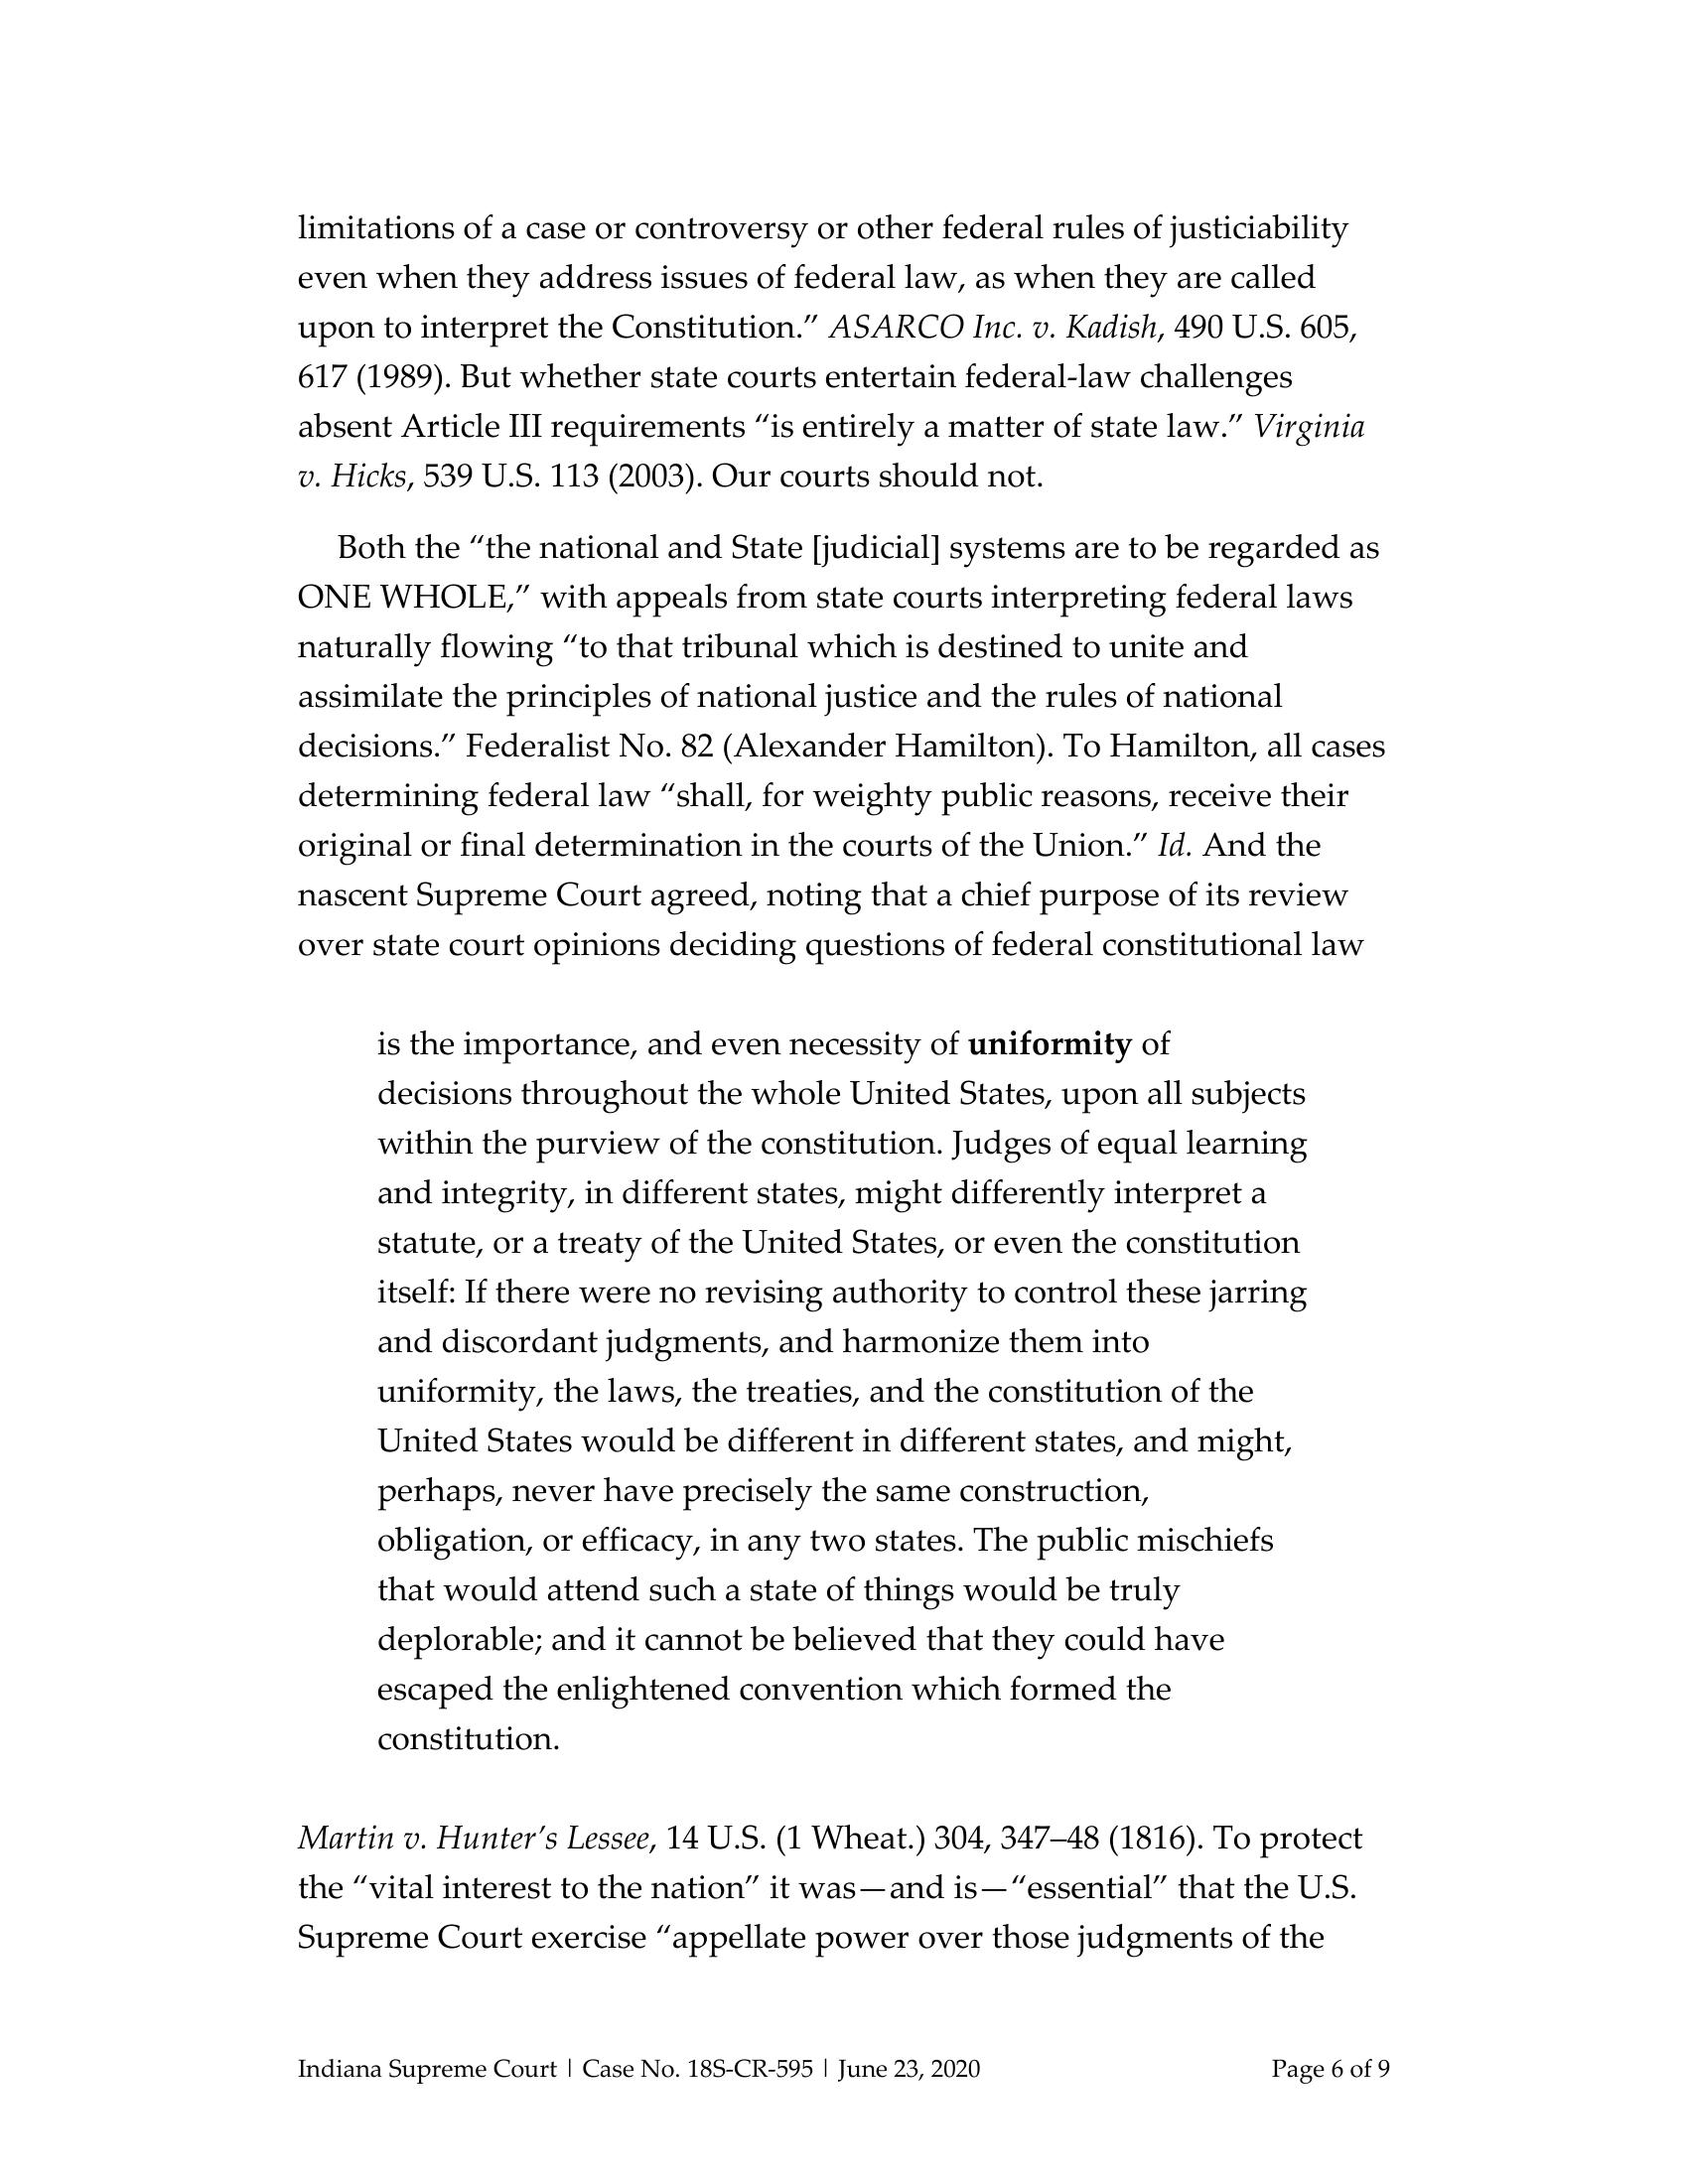 limitations of a case or controversy or other federal rules of justiciability
even when they address issues of federal law, as when they are called
upon to interpret the Constitution.” ASARCO Inc. v. Kadish, 490 U.S. 605,
617 (1989). But whether state courts entertain federal-law challenges
absent Article III requirements “is entirely a matter of state law.” Virginia
v. Hicks, 539 U.S. 113 (2003). Our courts should not.
Both the “the national and State [judicial] systems are to be regarded as
ONE WHOLE,” with appeals from state courts interpreting federal laws
naturally flowing “to that tribunal which is destined to unite and
assimilate the principles of national justice and the rules of national
decisions.” Federalist No. 82 (Alexander Hamilton). To Hamilton, all cases
determining federal law “shall, for weighty public reasons, receive their
original or final determination in the courts of the Union.” Id. And the
nascent Supreme Court agreed, noting that a chief purpose of its review
over state court opinions deciding questions of federal constitutional law
is the importance, and even necessity of uniformity of
decisions throughout the whole United States, upon all subjects
within the purview of the constitution. Judges of equal learning
and integrity, in different states, might differently interpret a
statute, or a treaty of the United States, or even the constitution
itself: If there were no revising authority to control these jarring
and discordant judgments, and harmonize them into
uniformity, the laws, the treaties, and the constitution of the
United States would be different in different states, and might,
perhaps, never have precisely the same construction,
obligation, or efficacy, in any two states. The public mischiefs
that would attend such a state of things would be truly
deplorable; and it cannot be believed that they could have
escaped the enlightened convention which formed the
constitution.
Martin v. Hunter’s Lessee, 14 U.S. (1 Wheat.) 304, 347–48 (1816). To protect
the “vital interest to the nation” it was—and is—“essential” that the U.S.
Supreme Court exercise “appellate power over those judgments of the
Indiana Supreme Court | Case No. 18S-CR-595 | June 23, 2020 Page 6 of 9